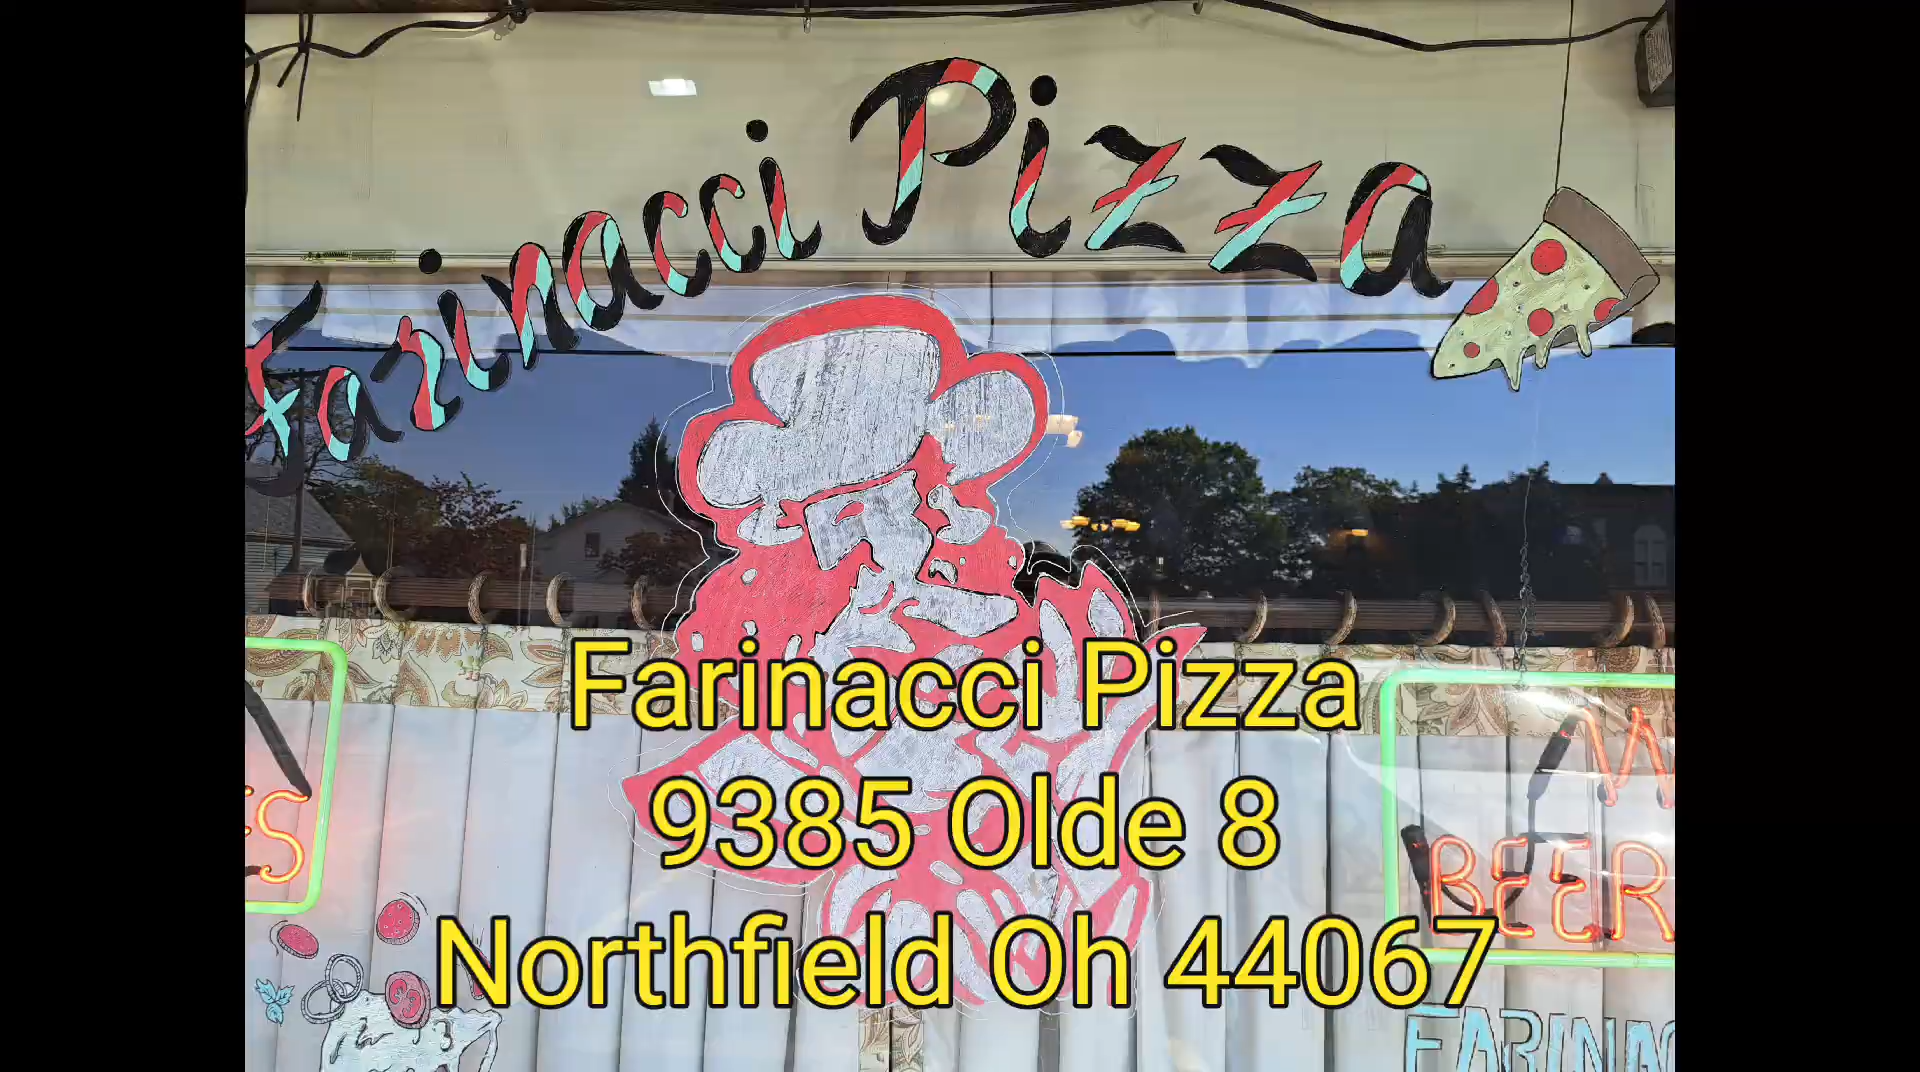 Farinacci Pizza
Farinacci Pizza
9385 Olde 8
Northfield Oh 44067
BEER